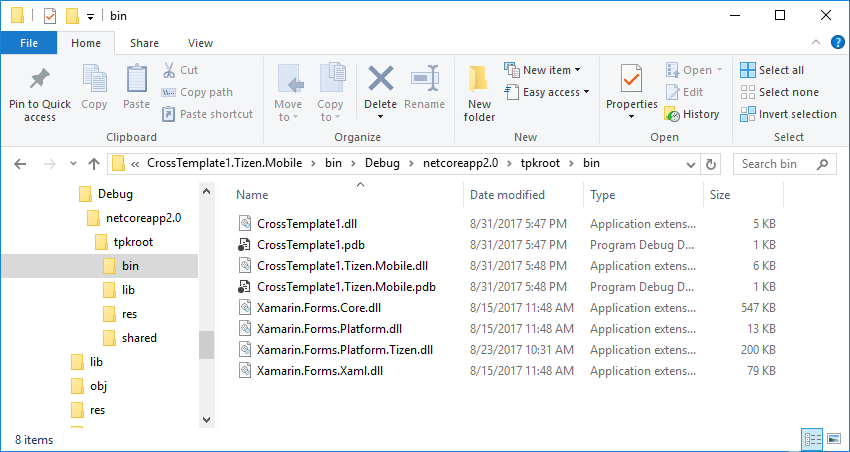 bin
File Home Share View
Pin to Quick access
Copy
Paste
Cut
Copy path
Paste shortcut
Clipboard
Move to
Copy to
Delete
Rename
Organize
New folder
New item
Easy access
New
Properties
Open
Edit
History
Open
Select all
Select none
Invert selection
Select
« CrossTemplate1.Tizen.Mobile > bin > Debug > netcoreapp2.0 > tpkroot > bin
Search bin
Debug
netcoreapp2.0
tpkroot
bin
lib
res
shared
lib
obj
res
Name Date modified Type Size
CrossTemplate1.dll 8/31/2017 5:47 PM Application extens... 5 KB
CrossTemplate1.pdb 8/31/2017 5:47 PM Program Debug D... 1 KB
CrossTemplate1.Tizen.Mobile.dll 8/31/2017 5:48 PM Application extens... 6 KB
CrossTemplate1.Tizen.Mobile.pdb 8/31/2017 5:48 PM Program Debug D... 1 KB
Xamarin.Forms.Core.dll 8/15/2017 11:48 AM Application extens... 547 KB
Xamarin.Forms.Platform.dll 8/15/2017 11:48 AM Application extens... 13 KB
Xamarin.Forms.Platform.Tizen.dll 8/23/2017 10:31 AM Application extens... 200 KB
Xamarin.Forms.Xaml.dll 8/15/2017 11:48 AM Application extens... 79 KB
8 items